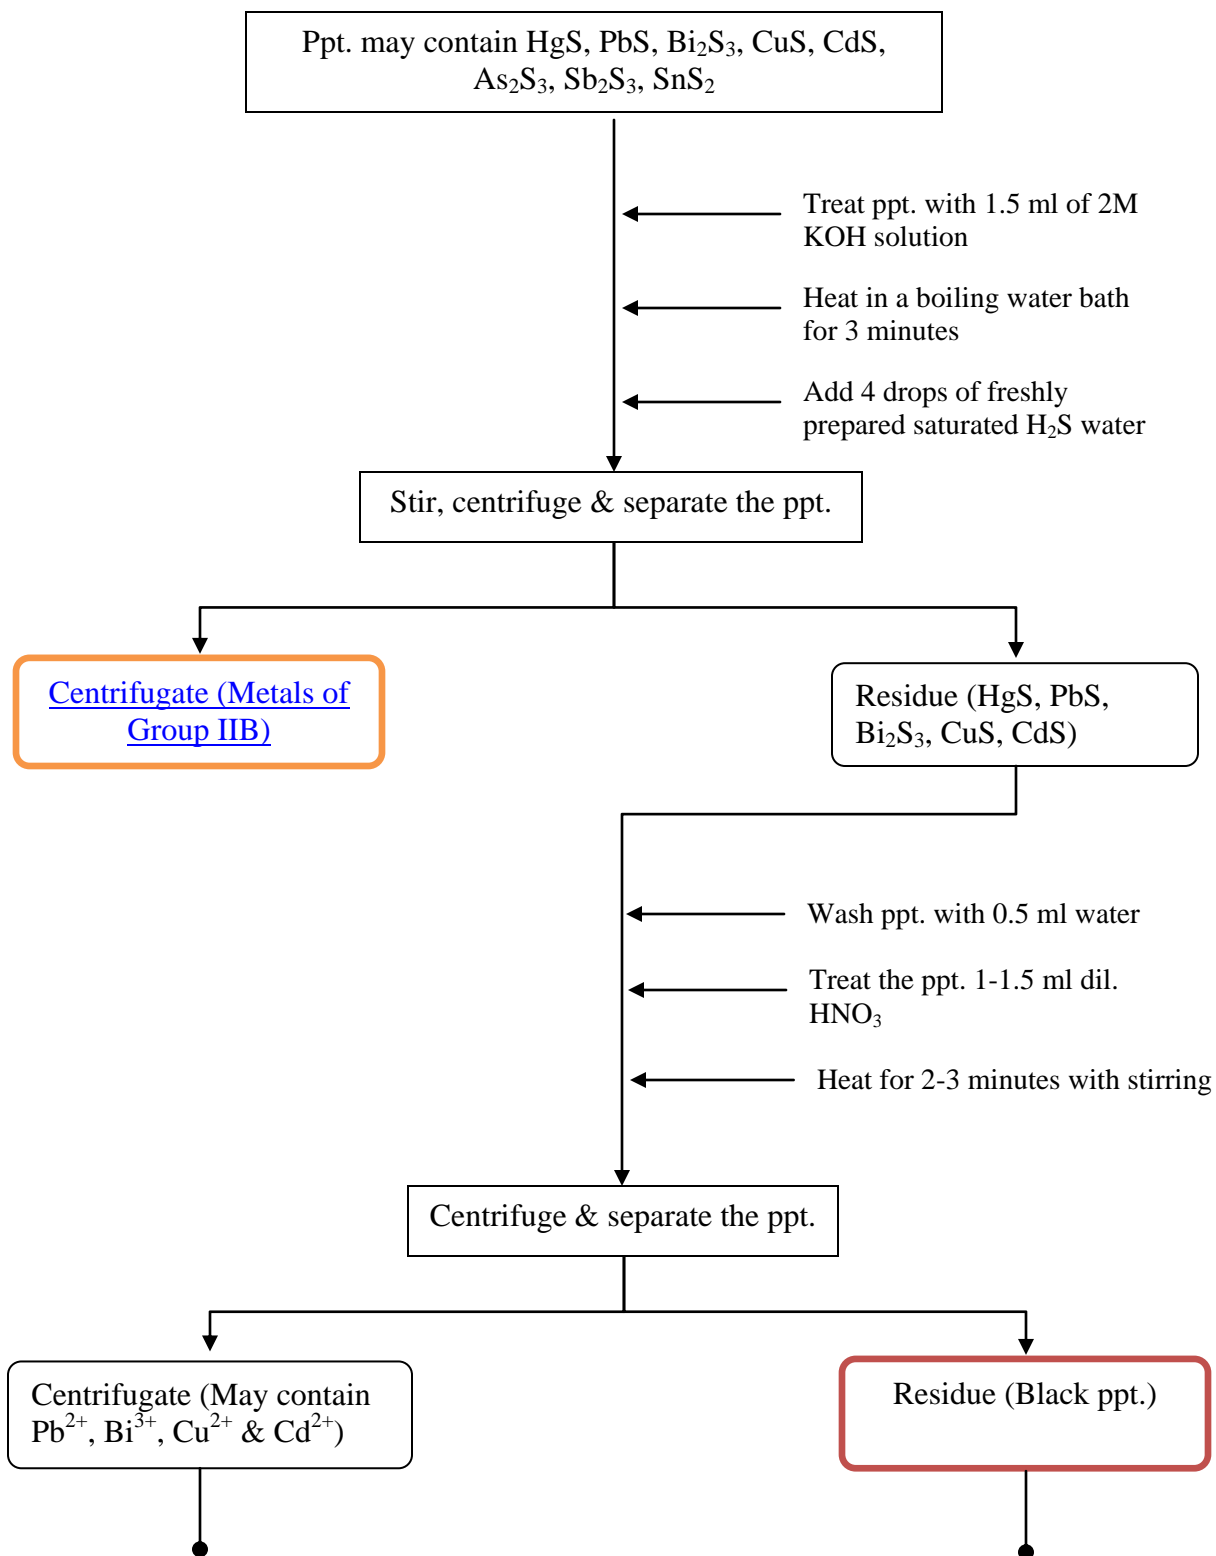 Ppt. may contain HgS, PbS, Bi₂S₃, CuS, CdS,
As₂S₃, Sb₂S₃, SnS₂
Treat ppt. with 1.5 ml of 2M
KOH solution
Heat in a boiling water bath
for 3 minutes
Add 4 drops of freshly
prepared saturated H₂S water
Stir, centrifuge & separate the ppt.
Centrifugate (Metals of
Group IIB)
Residue (HgS, PbS,
Bi₂S₃, CuS, CdS)
Wash ppt. with 0.5 ml water
Treat the ppt. 1-1.5 ml dil.
HNO₃
Heat for 2-3 minutes with stirring
Centrifuge & separate the ppt.
Centrifugate (May contain
Pb²⁺, Bi³⁺, Cu²⁺ & Cd²⁺)
Residue (Black ppt.)